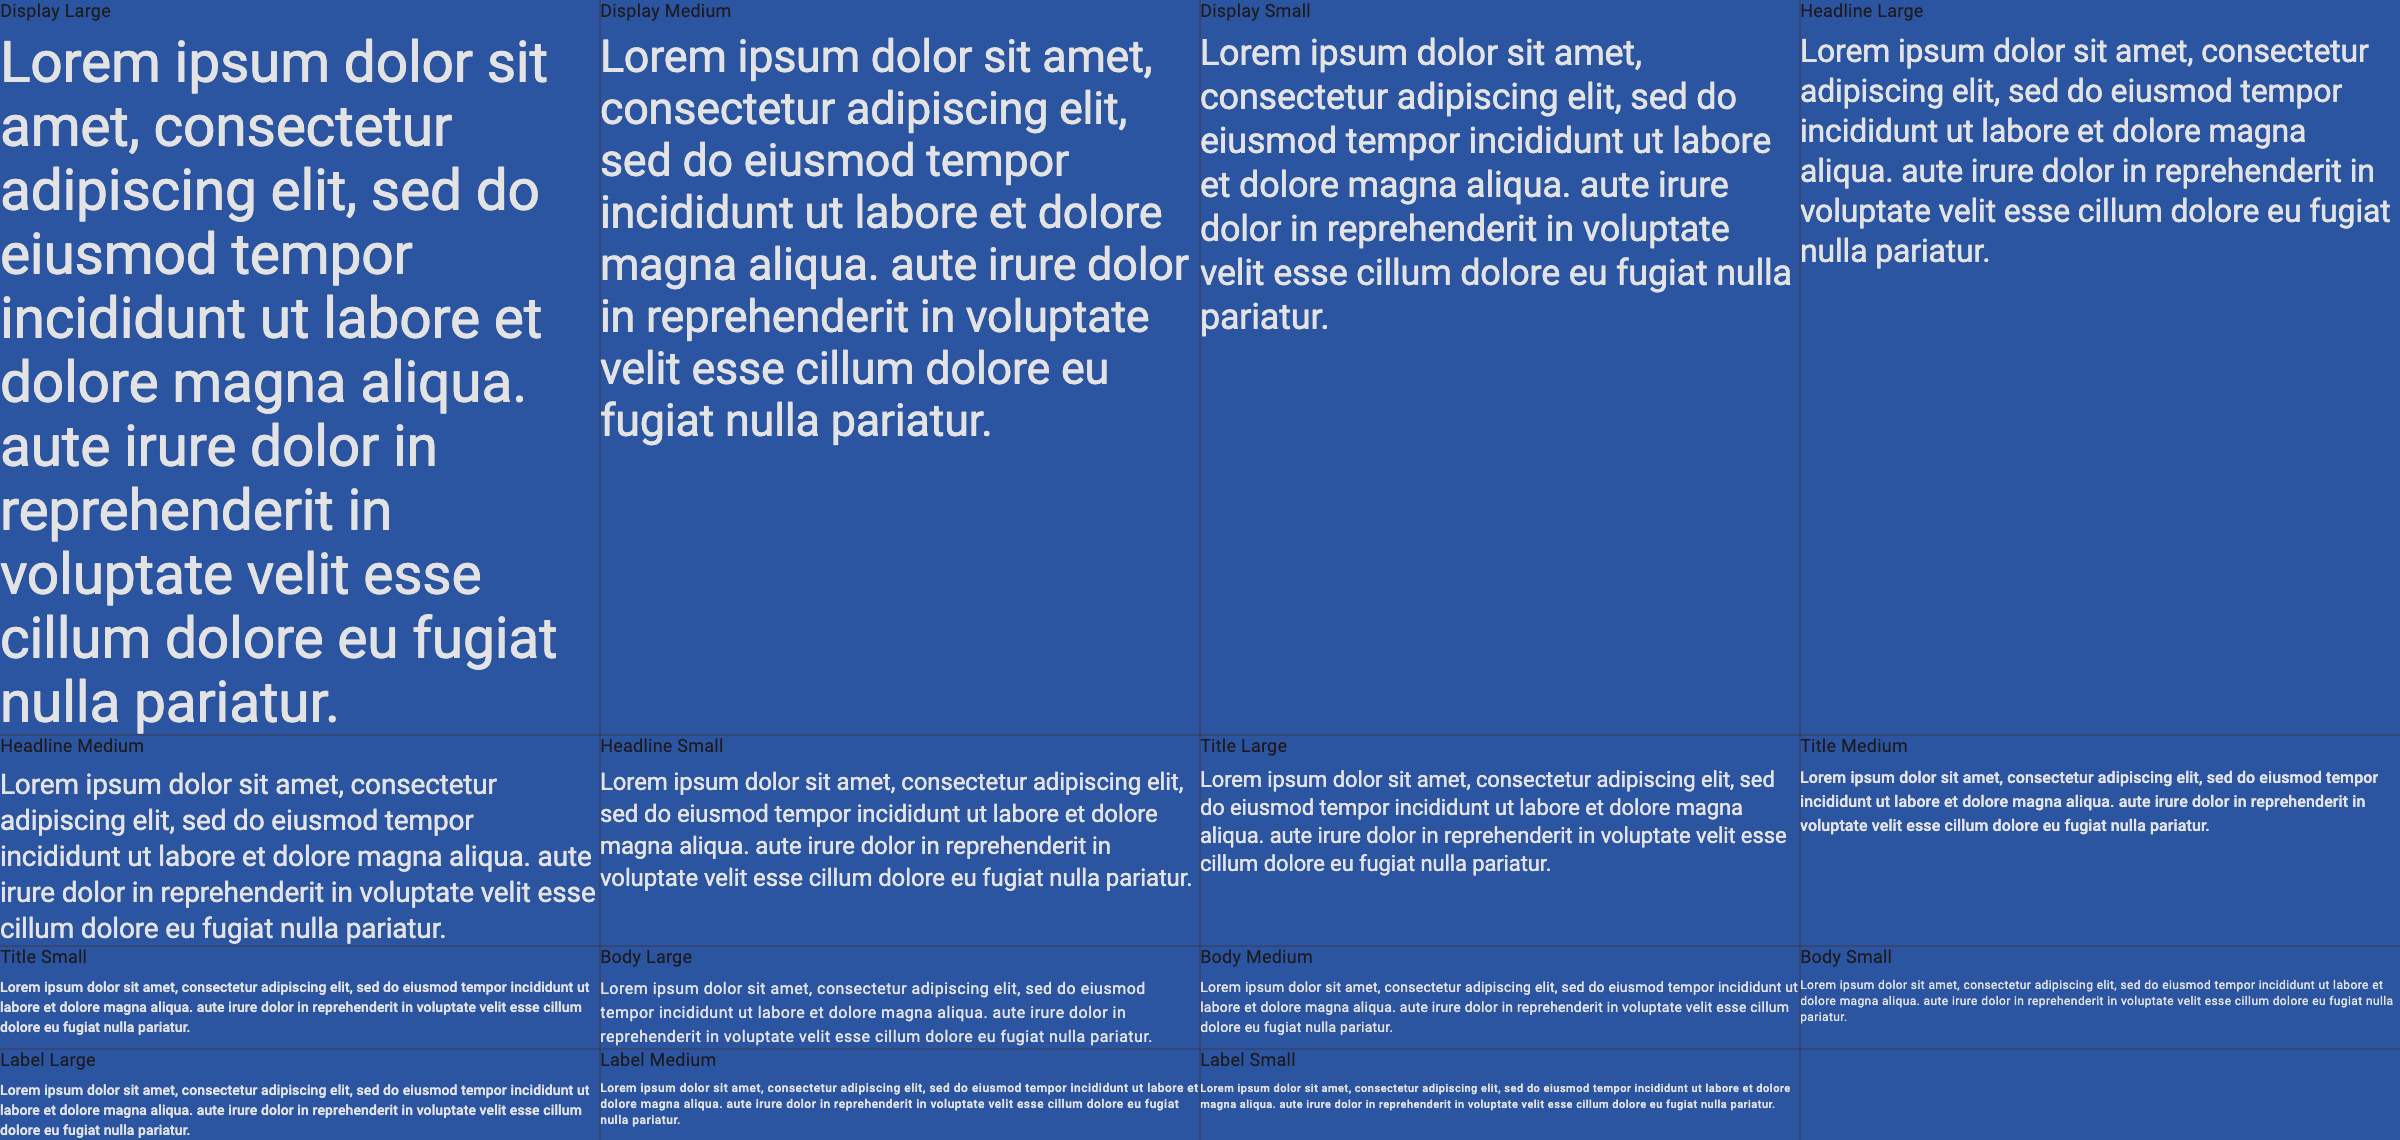 Display Large
Lorem ipsum dolor sit
amet, consectetur
adipiscing elit, sed do
eiusmod tempor
incididunt ut labore et
dolore magna aliqua.
aute irure dolor in
reprehenderit in
voluptate velit esse
cillum dolore eu fugiat
nulla pariatur.
Display Medium
Lorem ipsum dolor sit amet,
consectetur adipiscing elit,
sed do eiusmod tempor
incididunt ut labore et dolore
magna aliqua. aute irure dolor
in reprehenderit in voluptate
velit esse cillum dolore eu
fugiat nulla pariatur.
Display Small
Lorem ipsum dolor sit amet,
consectetur adipiscing elit, sed do
eiusmod tempor incididunt ut labore
et dolore magna aliqua. aute irure
dolor in reprehenderit in voluptate
velit esse cillum dolore eu fugiat nulla
pariatur.
Headline Large
Lorem ipsum dolor sit amet, consectetur
adipiscing elit, sed do eiusmod tempor
incididunt ut labore et dolore magna
aliqua. aute irure dolor in reprehenderit in
voluptate velit esse cillum dolore eu fugiat
nulla pariatur.
Headline Medium
Lorem ipsum dolor sit amet, consectetur
adipiscing elit, sed do eiusmod tempor
incididunt ut labore et dolore magna aliqua. aute
irure dolor in reprehenderit in voluptate velit esse
cillum dolore eu fugiat nulla pariatur.
Headline Small
Lorem ipsum dolor sit amet, consectetur adipiscing elit,
sed do eiusmod tempor incididunt ut labore et dolore
magna aliqua. aute irure dolor in reprehenderit in
voluptate velit esse cillum dolore eu fugiat nulla pariatur.
Title Large
Lorem ipsum dolor sit amet, consectetur adipiscing elit, sed
do eiusmod tempor incididunt ut labore et dolore magna
aliqua. aute irure dolor in reprehenderit in voluptate velit esse
cillum dolore eu fugiat nulla pariatur.
Title Medium
Lorem ipsum dolor sit amet, consectetur adipiscing elit, sed do eiusmod tempor
incididunt ut labore et dolore magna aliqua. aute irure dolor in reprehenderit in
voluptate velit esse cillum dolore eu fugiat nulla pariatur.
Title Small
Lorem ipsum dolor sit amet, consectetur adipiscing elit, sed do eiusmod tempor incididunt ut
labore et dolore magna aliqua. aute irure dolor in reprehenderit in voluptate velit esse cillum
dolore eu fugiat nulla pariatur.
Body Large
Lorem ipsum dolor sit amet, consectetur adipiscing elit, sed do eiusmod
tempor incididunt ut labore et dolore magna aliqua. aute irure dolor in
reprehenderit in voluptate velit esse cillum dolore eu fugiat nulla pariatur.
Body Medium
Lorem ipsum dolor sit amet, consectetur adipiscing elit, sed do eiusmod tempor incididunt ut
labore et dolore magna aliqua. aute irure dolor in reprehenderit in voluptate velit esse cillum
dolore eu fugiat nulla pariatur.
Body Small
Lorem ipsum dolor sit amet, consectetur adipiscing elit, sed do eiusmod tempor incididunt ut labore et
dolore magna aliqua. aute irure dolor in reprehenderit in voluptate velit esse cillum dolore eu fugiat nulla
pariatur.
Label Large
Lorem ipsum dolor sit amet, consectetur adipiscing elit, sed do eiusmod tempor incididunt ut
labore et dolore magna aliqua. aute irure dolor in reprehenderit in voluptate velit esse cillum
dolore eu fugiat nulla pariatur.
Label Medium
Lorem ipsum dolor sit amet, consectetur adipiscing elit, sed do eiusmod tempor incididunt ut labore et
dolore magna aliqua. aute irure dolor in reprehenderit in voluptate velit esse cillum dolore eu fugiat
nulla pariatur.
Label Small
Lorem ipsum dolor sit amet, consectetur adipiscing elit, sed do eiusmod tempor incididunt ut labore et dolore
magna aliqua. aute irure dolor in reprehenderit in voluptate velit esse cillum dolore eu fugiat nulla pariatur.